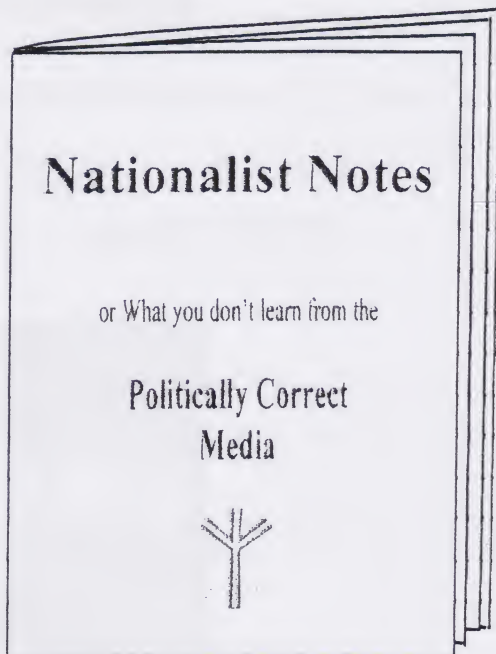 Nationalist Notes
or What you don't learn from the
Politically Correct
Media